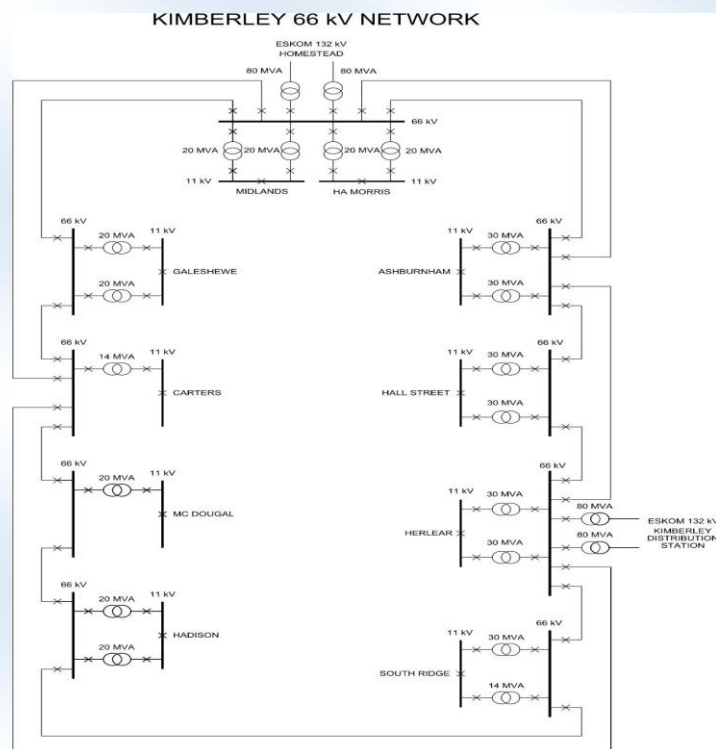 KIMBERLEY 66 kV NETWORK
ESKOM 132 kV
HOMESTEAD
80 MVA
80 MVA
66 kV
20 MVA
20 MVA
20 MVA
20 MVA
11 kV
11 kV
MIDLANDS
HA MORRIS
66 kV
20 MVA
11 kV
20 MVA
GALESHEWE
11 kV
30 MVA
66 kV
30 MVA
ASHBURNHAM
66 kV
14 MVA
11 kV
CARTERS
11 kV
30 MVA
66 kV
30 MVA
HALL STREET
66 kV
20 MVA
11 kV
MC DOUGAL
11 kV
30 MVA
66 kV
30 MVA
HERLEAR
80 MVA
80 MVA
ESKOM 132 kV
KIMBERLEY
DISTRIBUTION
STATION
66 kV
20 MVA
11 kV
20 MVA
HADISON
11 kV
30 MVA
66 kV
14 MVA
SOUTH RIDGE